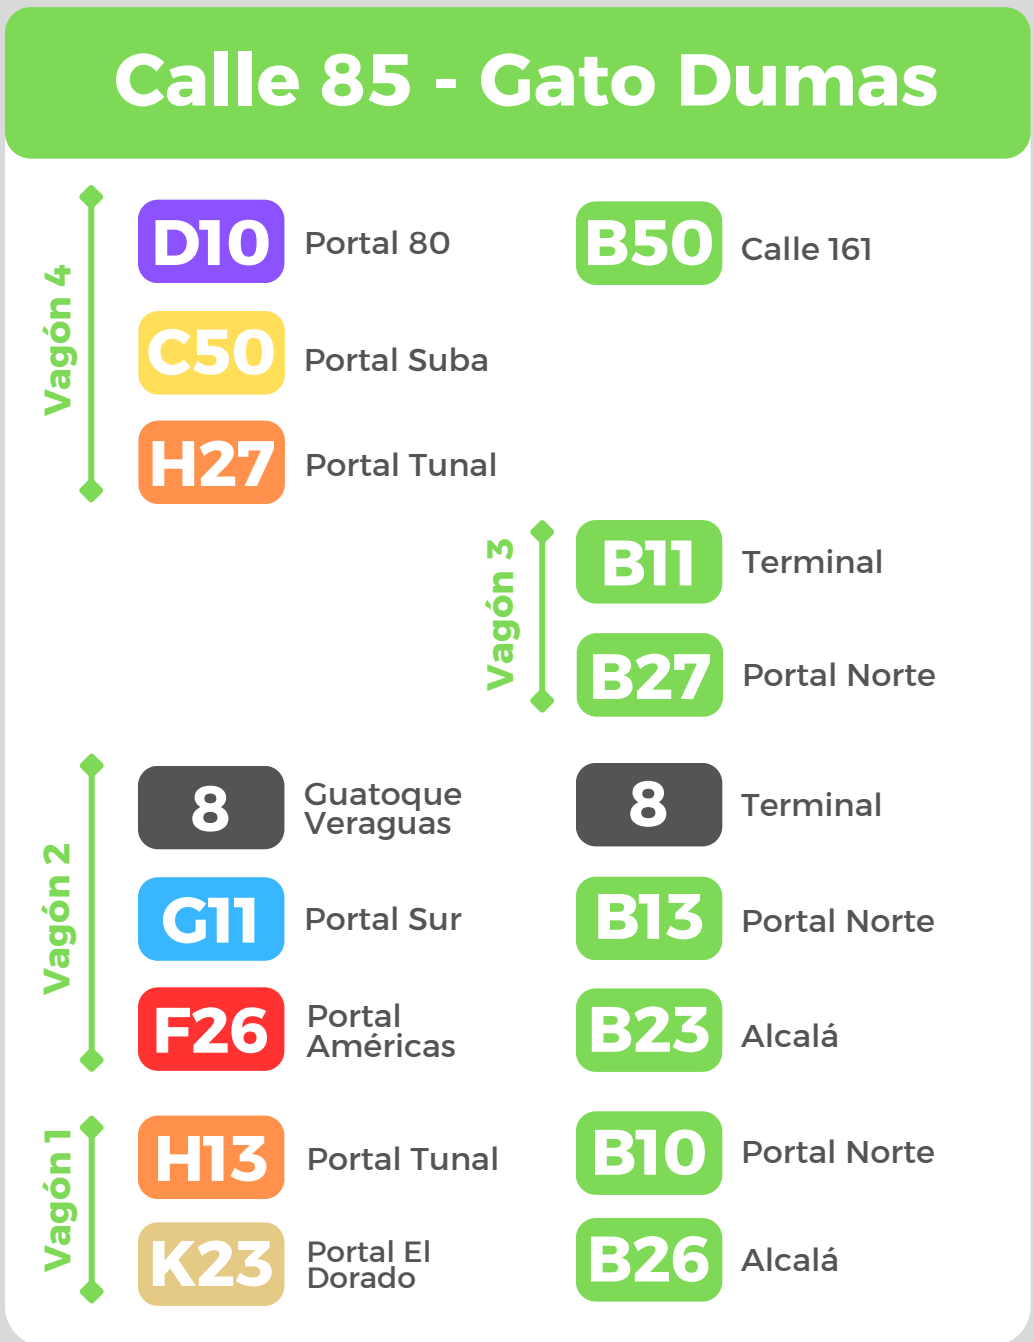 Calle 85 - Gato Dumas
Vagón 4
D10 Portal 80
B50 Calle 161
C50 Portal Suba
H27 Portal Tunal
Vagón 3
B11 Terminal
B27 Portal Norte
Vagón 2
8 Guatoque
Veraguas
8 Terminal
G11 Portal Sur
B13 Portal Norte
F26 Portal
Américas
B23 Alcalá
Vagón 1
H13 Portal Tunal
B10 Portal Norte
K23 Portal El
Dorado
B26 Alcalá